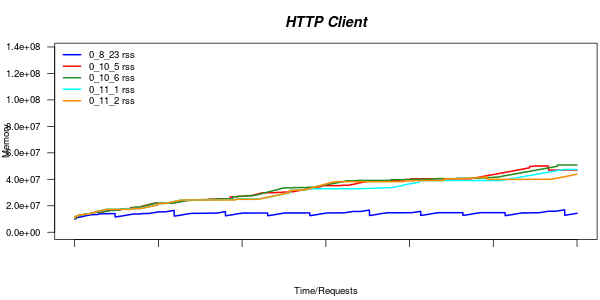 HTTP Client
1.4e+08
1.2e+08
1.0e+08
8.0e+07
6.0e+07
4.0e+07
2.0e+07
0.0e+00
Memory
0_8_23 rss
0_10_5 rss
0_10_6 rss
0_11_1 rss
0_11_2 rss
Time/Requests